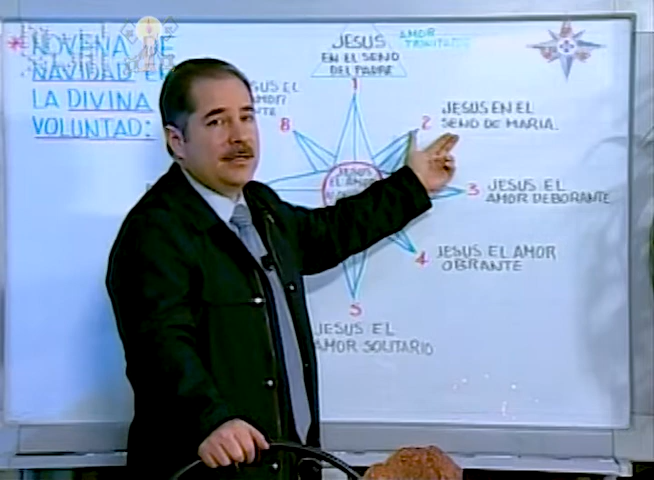 * NOVENA DE
NAVIDAD EN
LA DIVINA
VOLUNTAD:
JESUS
EN EL SENO
DEL PADRE
AMOR
1
2
JESUS EN EL
SENO DE MARIA.
3
JESUS EL
AMOR DEBORANTE
4
JESUS EL AMOR
OBRANTE
5
JESUS EL
AMOR SOLITARIO
8
JESUS
EL AMOR